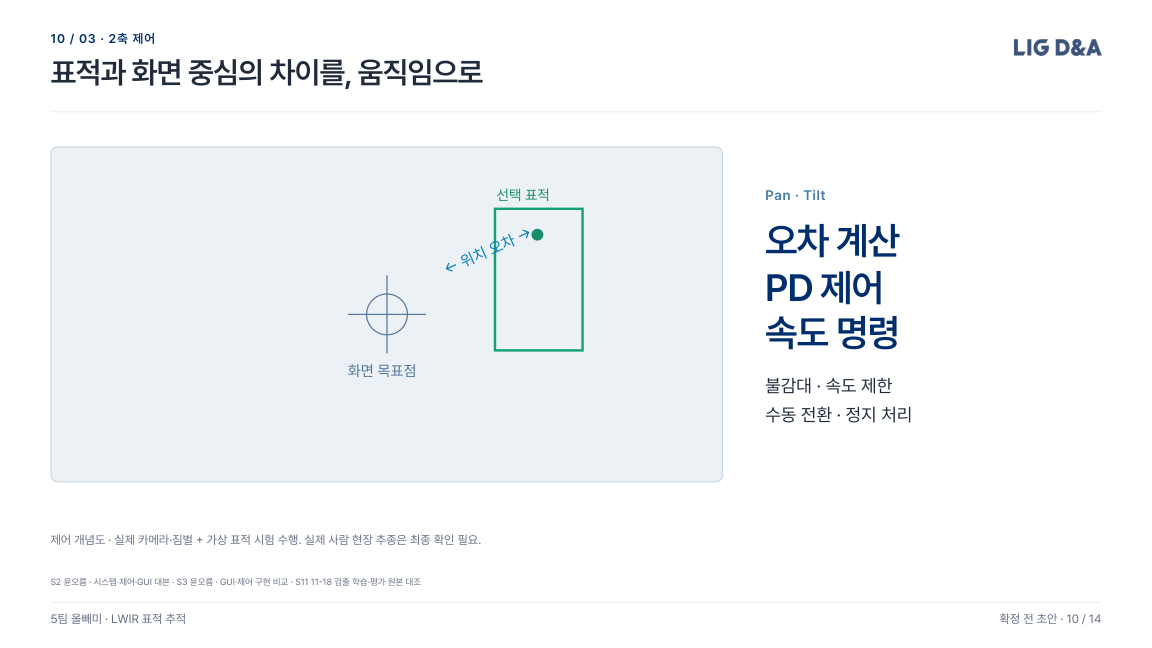 10 / 03 · 2축 제어
표적과 화면 중심의 차이를, 움직임으로
LIG D&A
선택 표적
← 위치 오차 →
화면 목표점
Pan · Tilt
오차 계산
PD 제어
속도 명령
불감대 · 속도 제한
수동 전환 · 정지 처리
제어 개념도 · 실제 카메라·짐벌 + 가상 표적 시험 수행. 실제 사람 현장 추종은 최종 확인 필요.
S2 윤오름 · 시스템·제어·GUI 대본 · S3 윤오름 · GUI·제어 구현 비교 · S11 11-18 검출 학습·평가 원본 대조
5팀 올빼미 · LWIR 표적 추적
확정 전 초안 · 10 / 14